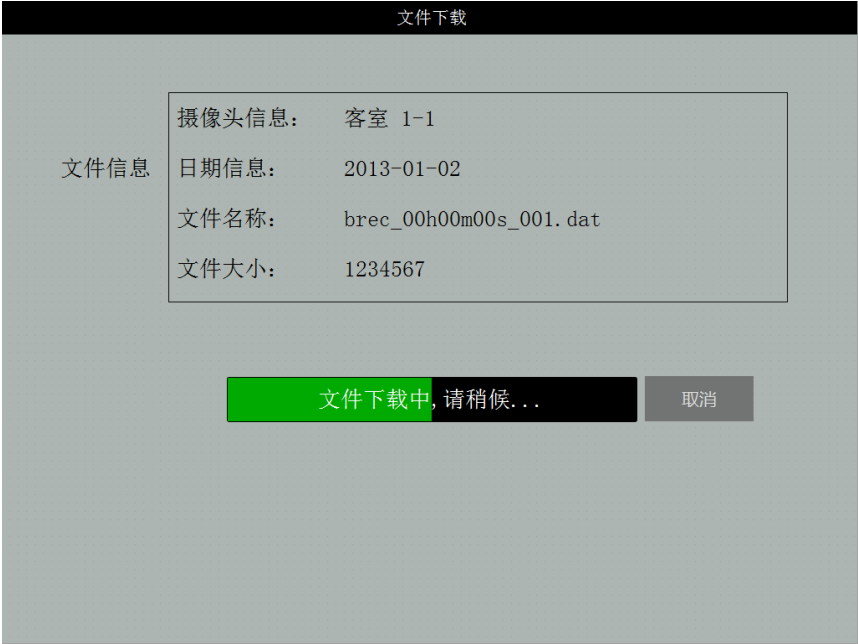 文件下载
摄像头信息： 客室 1-1
文件信息 日期信息： 2013-01-02
文件名称： brec_00h00m00s_001.dat
文件大小： 1234567
文件下载中,请稍候... 取消